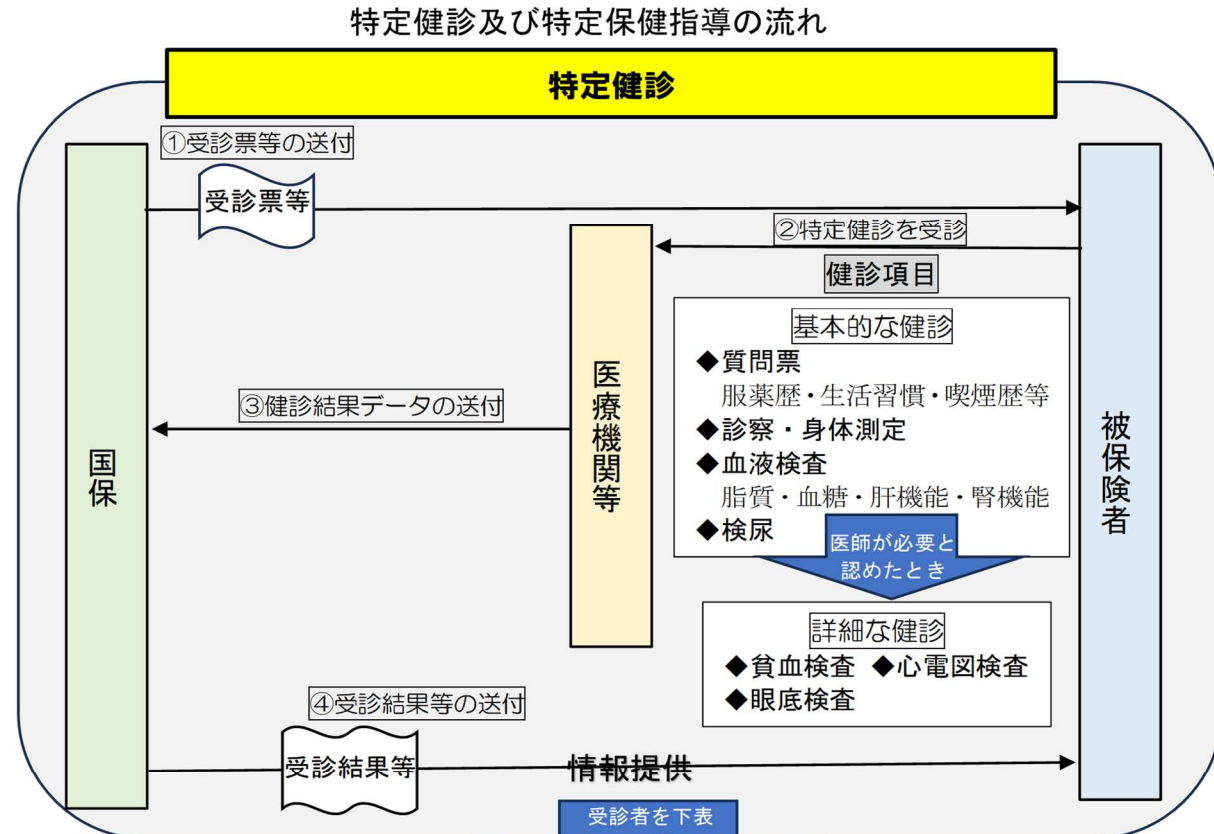 特定健診及び特定保健指導の流れ
特定健診
①受診票等の送付
受診票等
②特定健診を受診
健診項目
基本的な健診
◆質問票
服薬歴・生活習慣・喫煙歴等
◆診察・身体測定
◆血液検査
脂質・血糖・肝機能・腎機能
◆検尿
医師が必要と
認めたとき
詳細な健診
◆貧血検査 ◆心電図検査
◆眼底検査
③健診結果データの送付
国保
医療機関等
被保険者
④受診結果等の送付
受診結果等
情報提供
受診者を下表